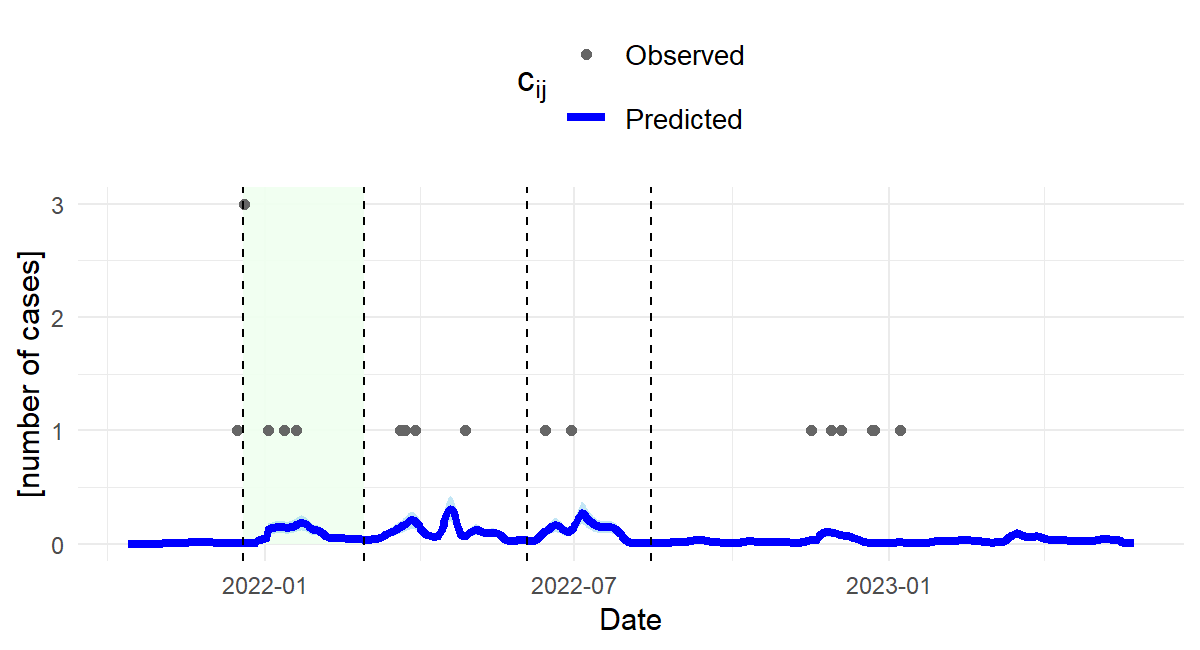 Observed
c_ij
Predicted
[number of cases]
3
2
1
0
2022-01
2022-07
2023-01
Date